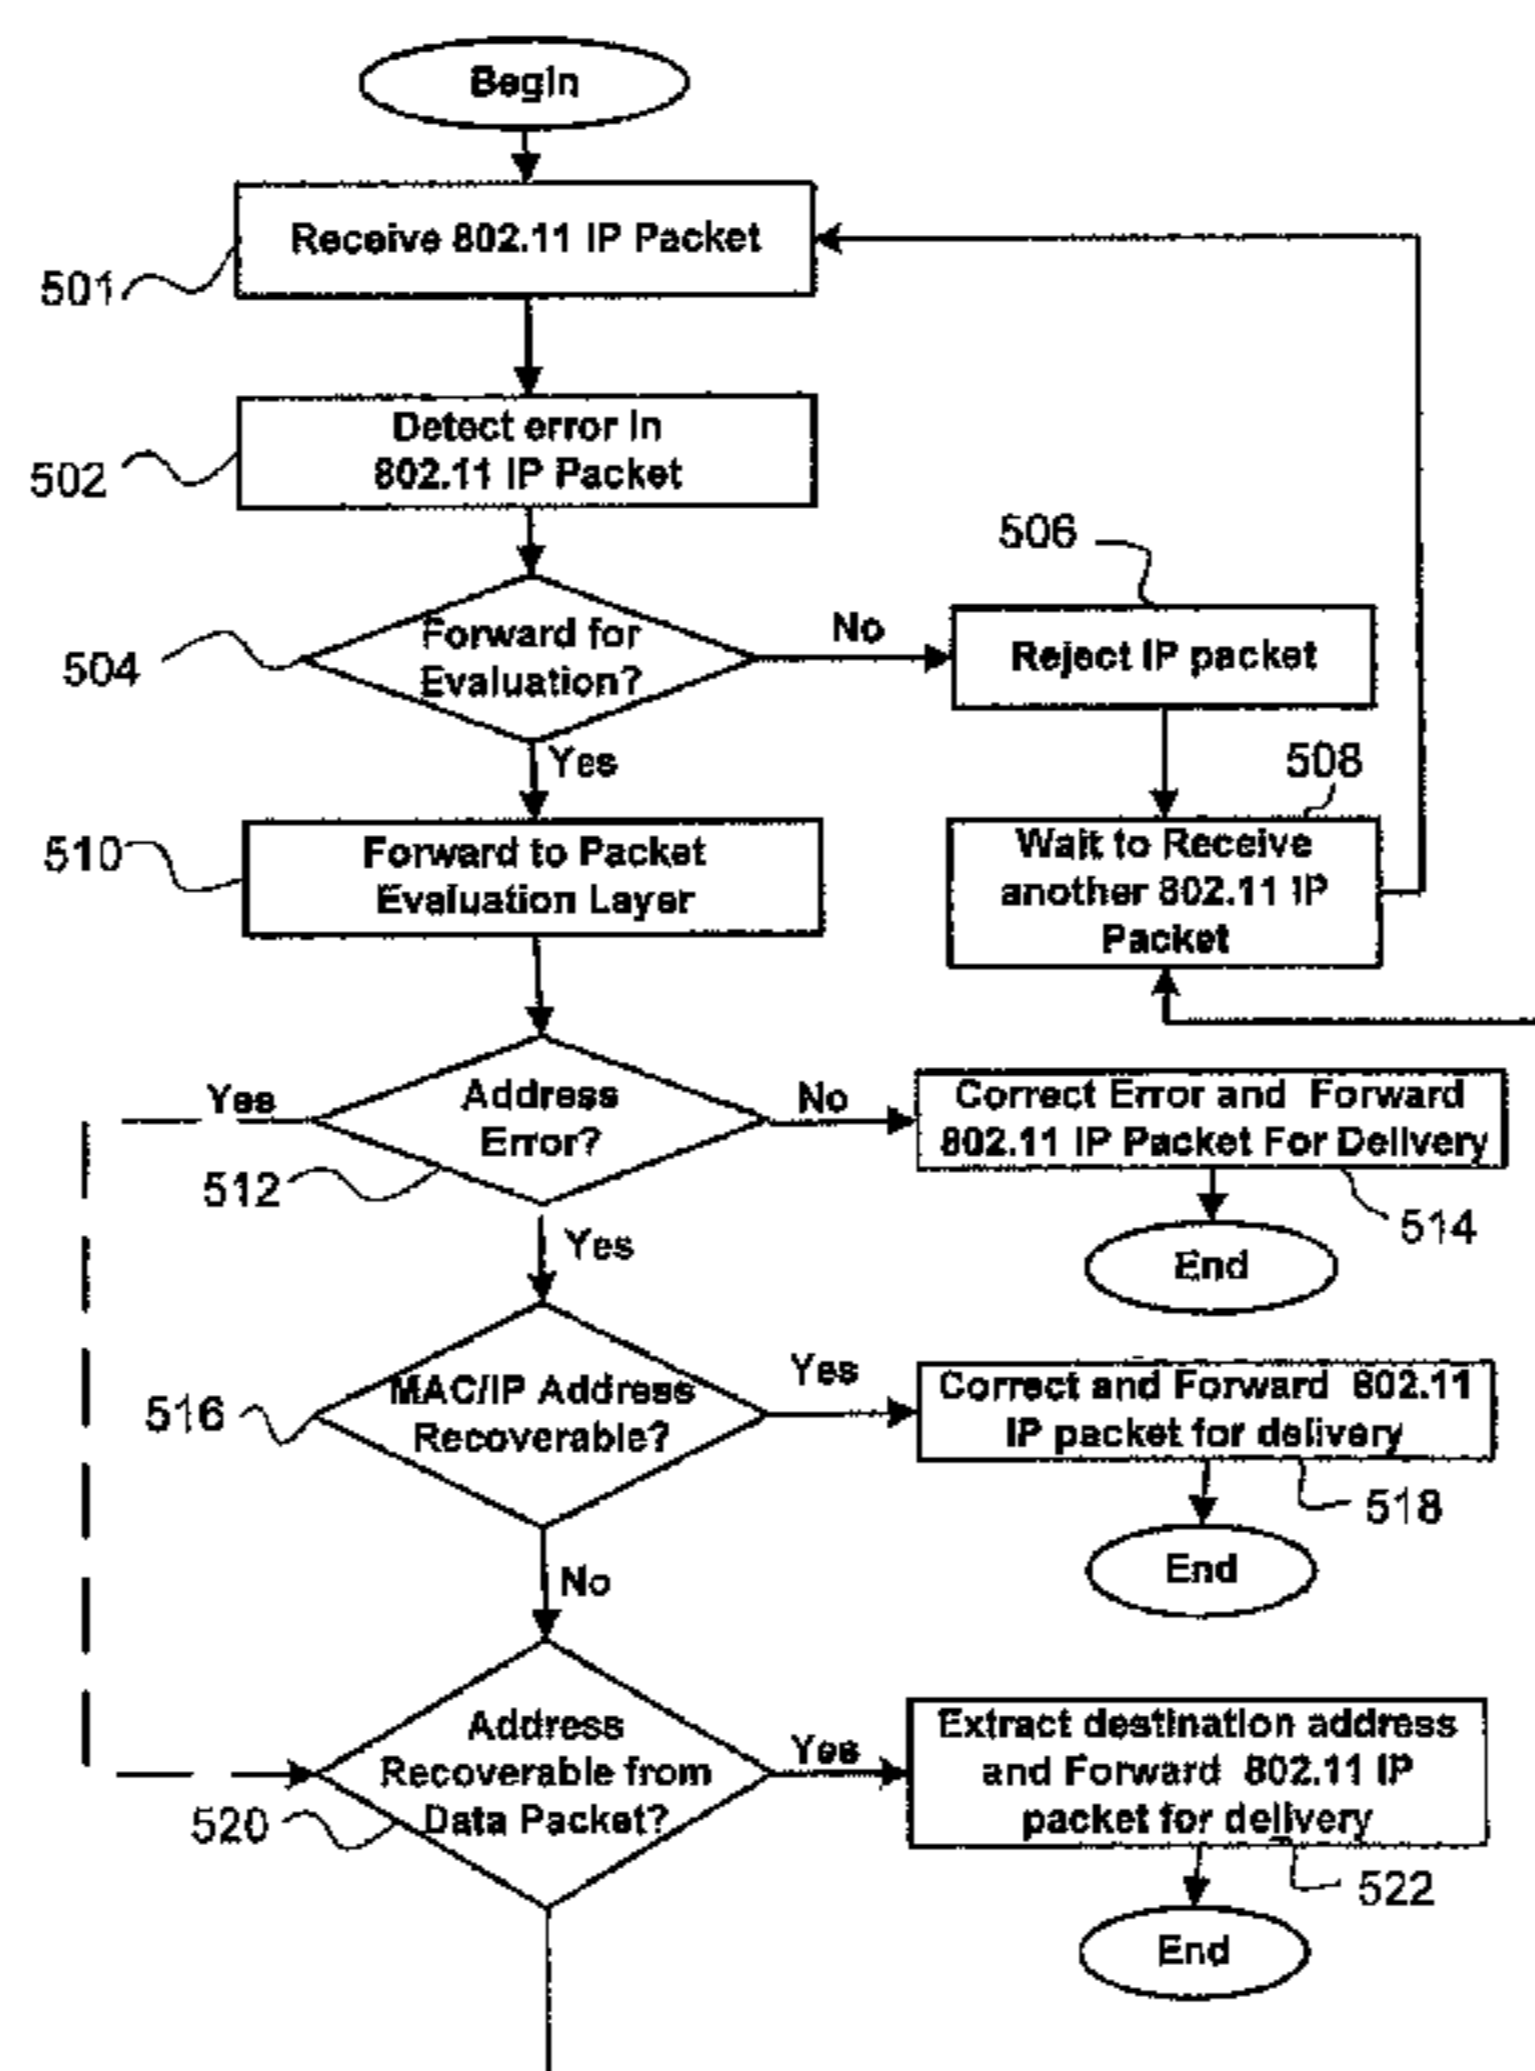 Begin
Receive 802.11 IP Packet
501
Detect error in
802.11 IP Packet
502
506
Forward for
Evaluation?
504
No
Reject IP packet
Yes
508
510
Forward to Packet
Evaluation Layer
Wait to Receive
another 802.11 IP
Packet
Yes
Address
Error?
No
Correct Error and Forward
802.11 IP Packet For Delivery
512
514
Yes
End
516
MAC/IP Address
Recoverable?
Yes
Correct and Forward 802.11
IP packet for delivery
518
No
End
Address
Recoverable from
Data Packet?
520
Yes
Extract destination address
and Forward 802.11 IP
packet for delivery
522
End